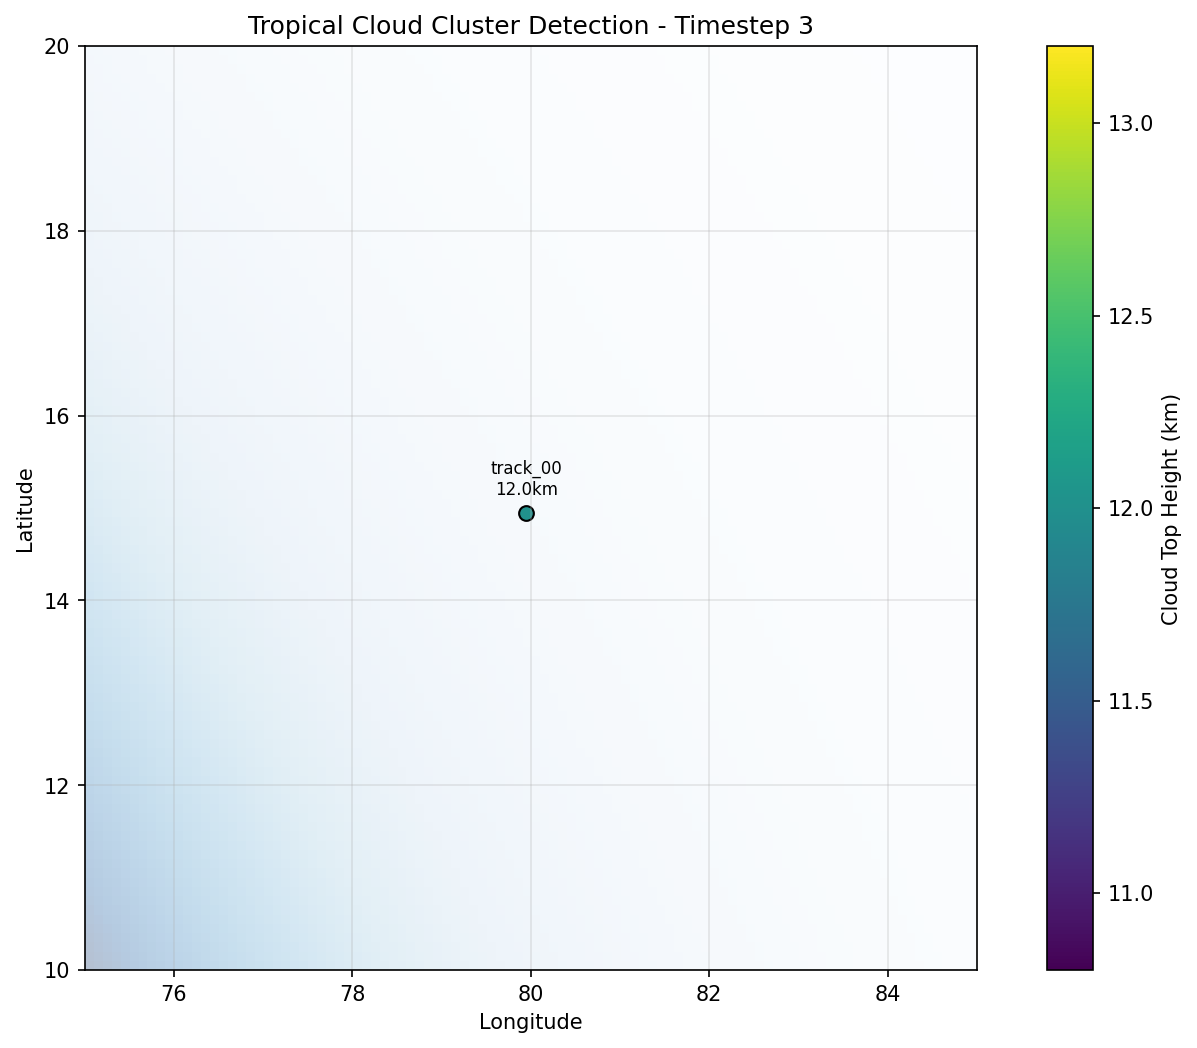 Tropical Cloud Cluster Detection - Timestep 3
20
18
16
14
12
10
Latitude
track_00
12.0km
76
78
80
82
84
Longitude
13.0
12.5
12.0
11.5
11.0
Cloud Top Height (km)